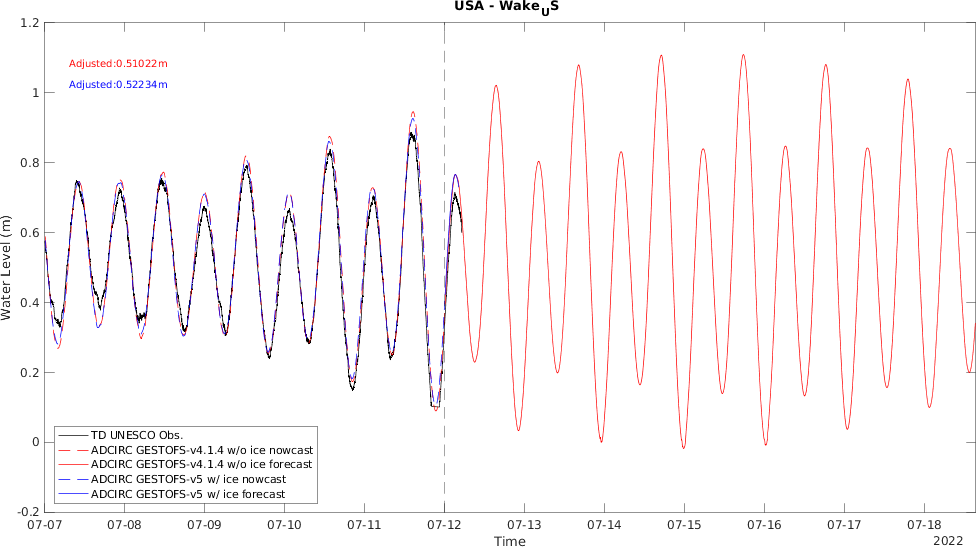 USA - WakeUS
1.2
Adjusted:0.51022m
Adjusted:0.52234m
1
0.8
0.6
0.4
0.2
0
-0.2
Water Level (m)
TD UNESCO Obs.
ADCIRC GESTOFS-v4.1.4 w/o ice nowcast
ADCIRC GESTOFS-v4.1.4 w/o ice forecast
ADCIRC GESTOFS-v5 w/ ice nowcast
ADCIRC GESTOFS-v5 w/ ice forecast
07-07 07-08 07-09 07-10 07-11 07-12 07-13 07-14 07-15 07-16 07-17 07-18
Time
2022